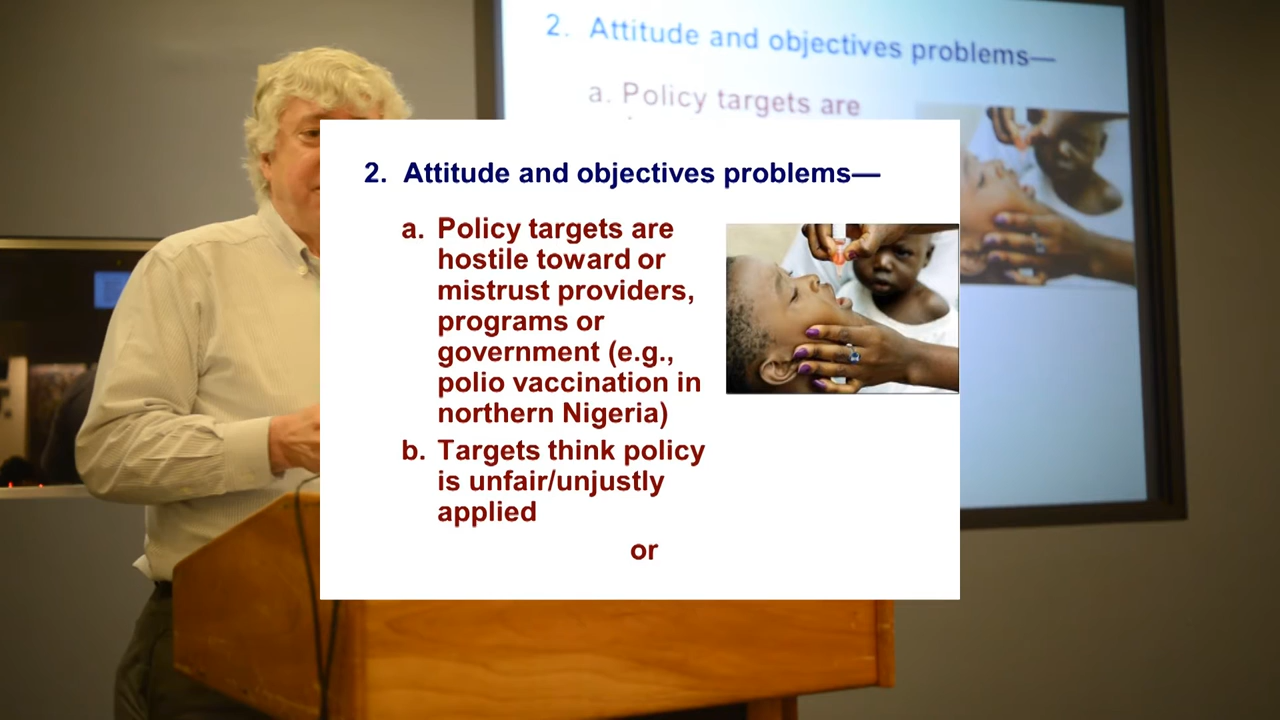 2. Attitude and objectives problems—
a. Policy targets are
2. Attitude and objectives problems—
a. Policy targets are
hostile toward or
mistrust providers,
programs or
government (e.g.,
polio vaccination in
northern Nigeria)
b. Targets think policy
is unfair/unjustly
applied
or